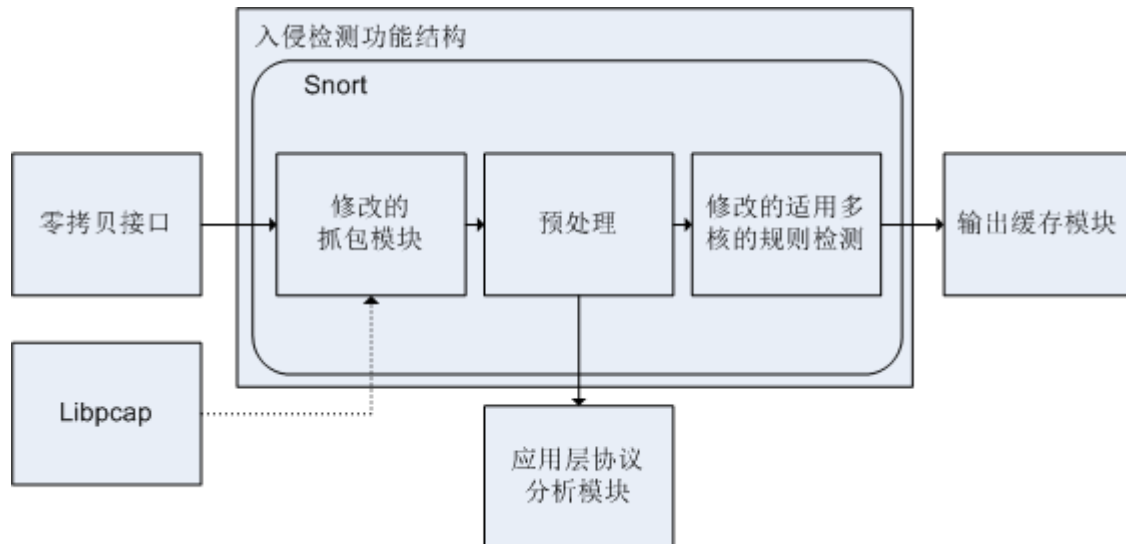 入侵检测功能结构
Snort
零拷贝接口
修改的
抓包模块
预处理
修改的适用多
核的规则检测
输出缓存模块
Libpcap
应用层协议
分析模块